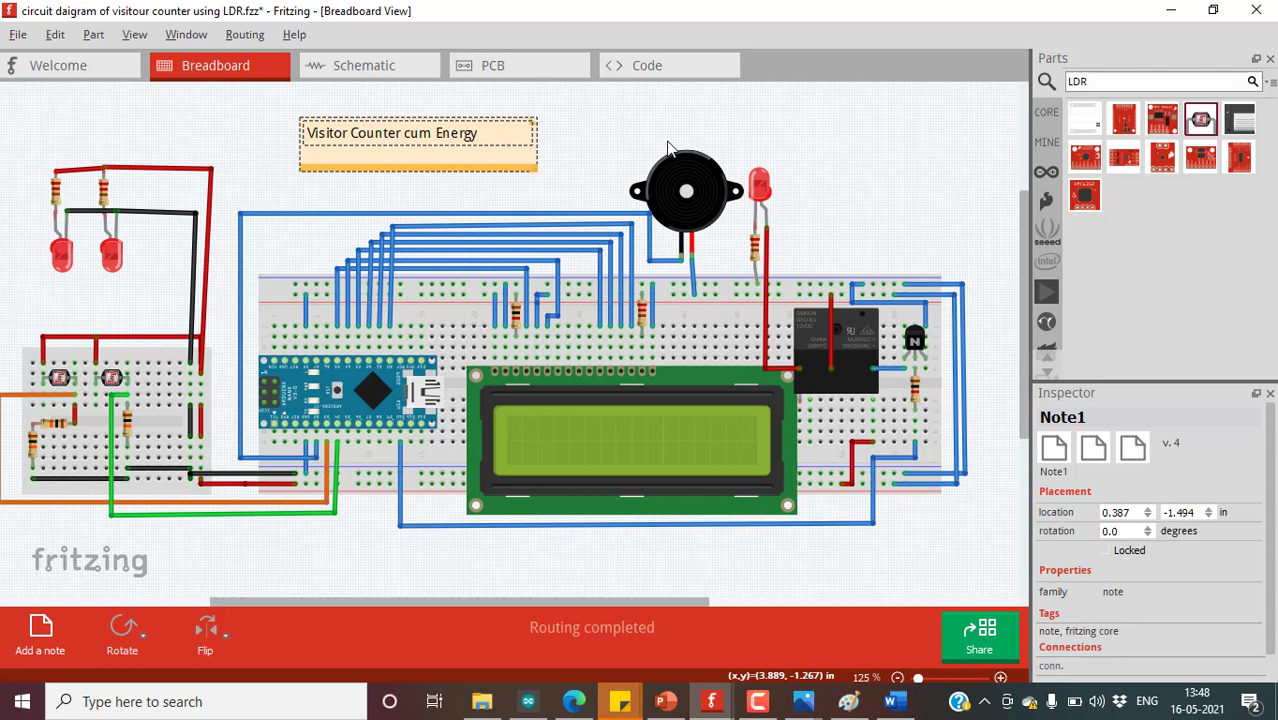 circuit daigram of visitour counter using LDR.fzz* - Fritzing - [Breadboard View]
File Edit Part View Window Routing Help
Welcome Breadboard Schematic PCB Code
Parts
LDR
CORE
MINE
seeed
intel
Visitor Counter cum Energy
N
fritzing
Inspector
Note1
v. 4
Note1
Placement
location 0.387 -1.494 in
rotation 0.0 degrees
Locked
Properties
family note
Tags
note, fritzing core
Connections
conn.
Add a note Rotate Flip
Routing completed
Share
(x,y)=(3.889, -1.267) in 125 %
Type here to search
ENG
13:48
16-05-2021
2